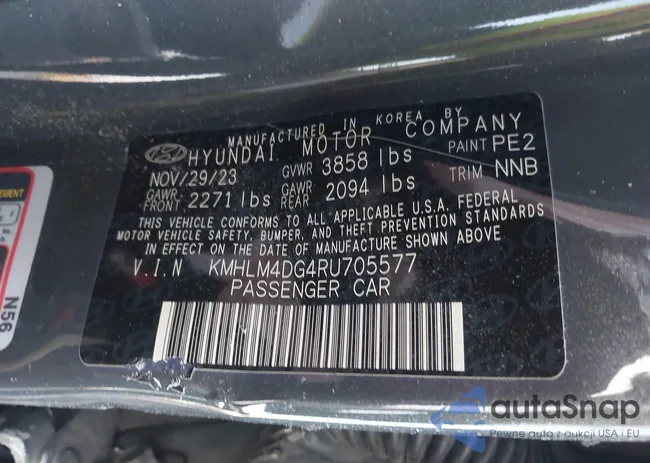 MANUFACTURED IN KOREA BY
HYUNDAI MOTOR COMPANY
NOV/29/23 GVWR 3858 lbs PAINT PE2
GAWR FRONT 2271 lbs GAWR REAR 2094 lbs TRIM NNB
THIS VEHICLE CONFORMS TO ALL APPLICABLE U.S.A. FEDERAL
MOTOR VEHICLE SAFETY, BUMPER, AND THEFT PREVENTION STANDARDS
IN EFFECT ON THE DATE OF MANUFACTURE SHOWN ABOVE
V.I.N KMHLM4DG4RU705577
PASSENGER CAR
N56
autaSnap
Pewne auta z aukcji USA i EU